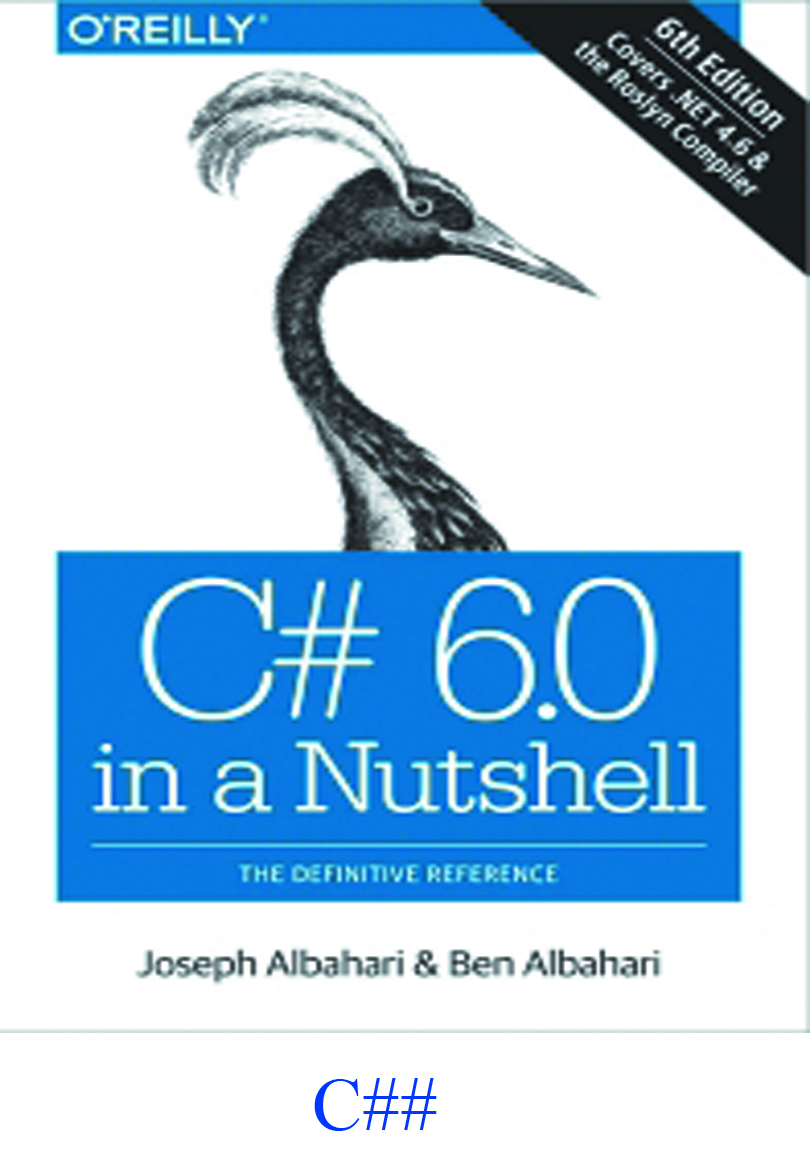 O'REILLY®
6th Edition
Covers .NET 4.6 &
the Roslyn Compiler
C# 6.0
in a Nutshell
THE DEFINITIVE REFERENCE
Joseph Albahari & Ben Albahari
C##